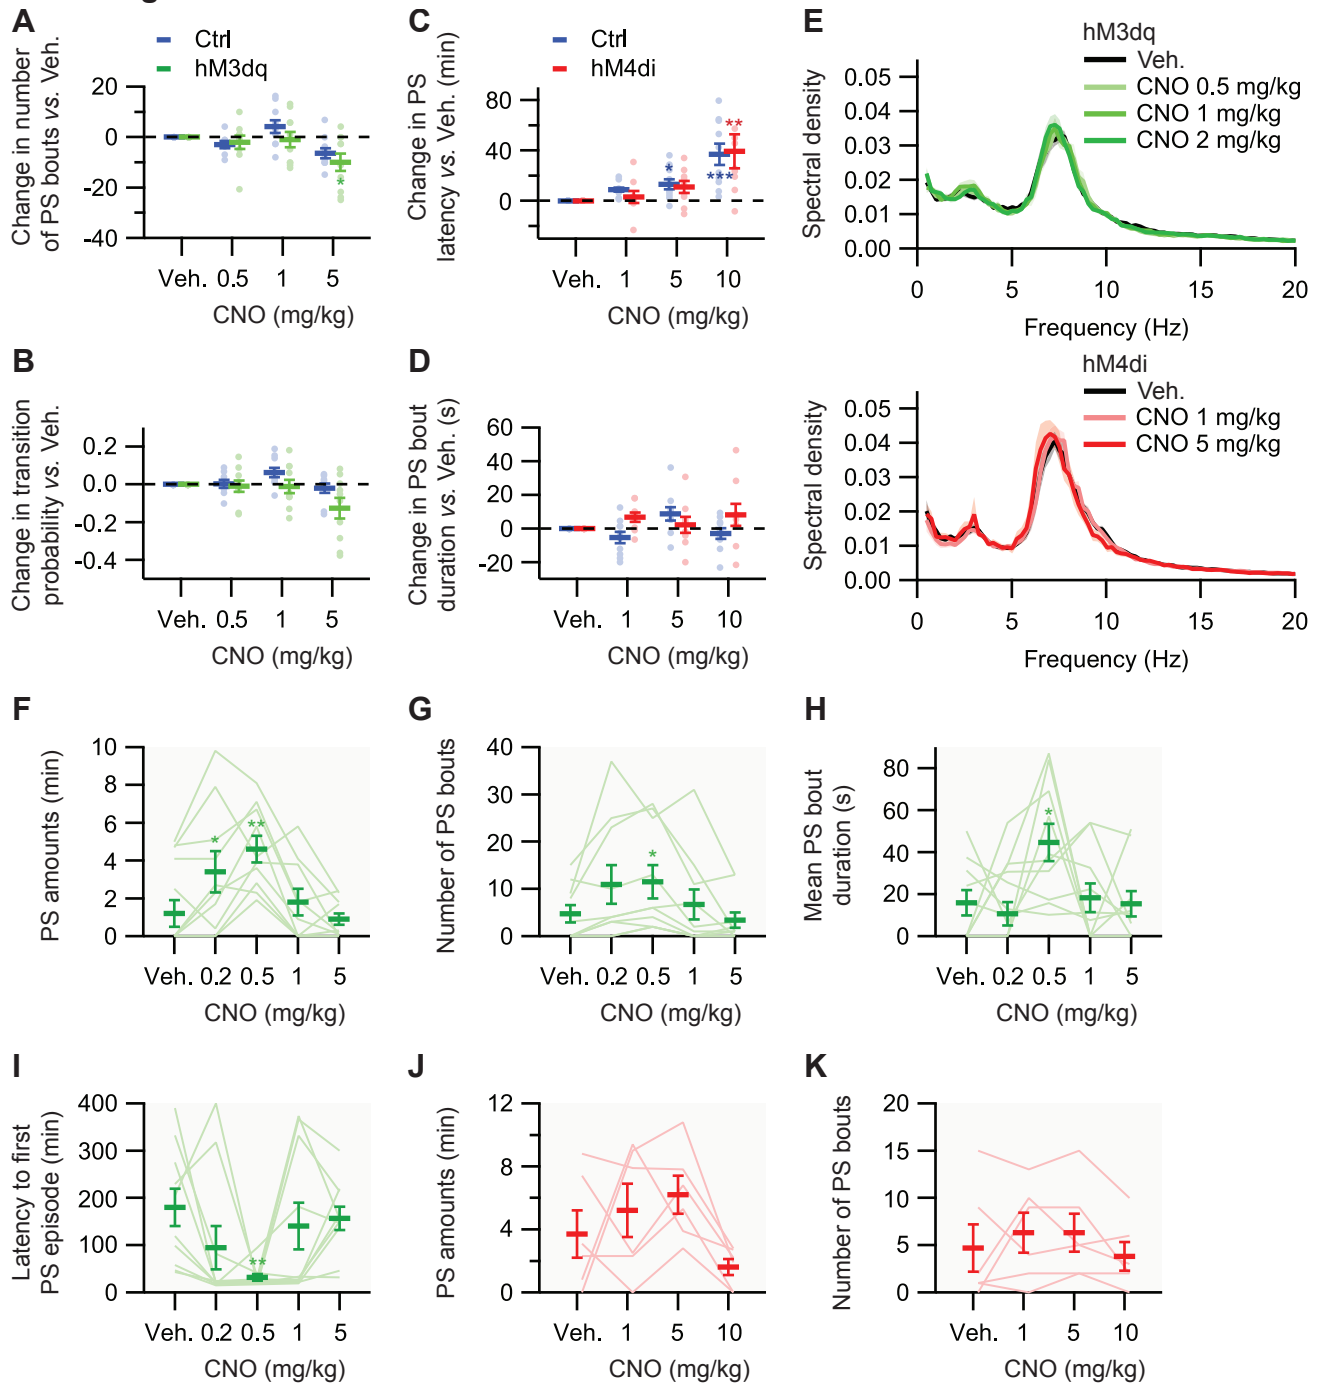 A
Ctrl
hM3dq
Change in number
of PS bouts vs. Veh.
20
0
-20
-40
*
Veh. 0.5 1 5
CNO (mg/kg)
C
Ctrl
hM4di
Change in PS
latency vs. Veh. (min)
80
40
0
*
***
**
Veh. 1 5 10
CNO (mg/kg)
E
hM3dq
Veh.
CNO 0.5 mg/kg
CNO 1 mg/kg
CNO 2 mg/kg
Spectral density
0.05
0.04
0.03
0.02
0.01
0.00
0 5 10 15 20
Frequency (Hz)
hM4di
Veh.
CNO 1 mg/kg
CNO 5 mg/kg
Spectral density
0.05
0.04
0.03
0.02
0.01
0.00
0 5 10 15 20
Frequency (Hz)
B
Change in transition
probability vs. Veh.
0.2
0.0
-0.2
-0.4
Veh. 0.5 1 5
CNO (mg/kg)
D
Change in PS bout
duration vs. Veh. (s)
60
40
20
0
-20
Veh. 1 5 10
CNO (mg/kg)
F
PS amounts (min)
10
8
6
4
2
0
*
**
Veh. 0.2 0.5 1 5
CNO (mg/kg)
G
Number of PS bouts
40
30
20
10
0
*
Veh. 0.2 0.5 1 5
CNO (mg/kg)
H
Mean PS bout
duration (s)
80
60
40
20
0
*
Veh. 0.2 0.5 1 5
CNO (mg/kg)
I
Latency to first
PS episode (min)
400
300
200
100
0
**
Veh. 0.2 0.5 1 5
CNO (mg/kg)
J
PS amounts (min)
12
8
4
0
Veh. 1 5 10
CNO (mg/kg)
K
Number of PS bouts
20
15
10
5
0
Veh. 1 5 10
CNO (mg/kg)